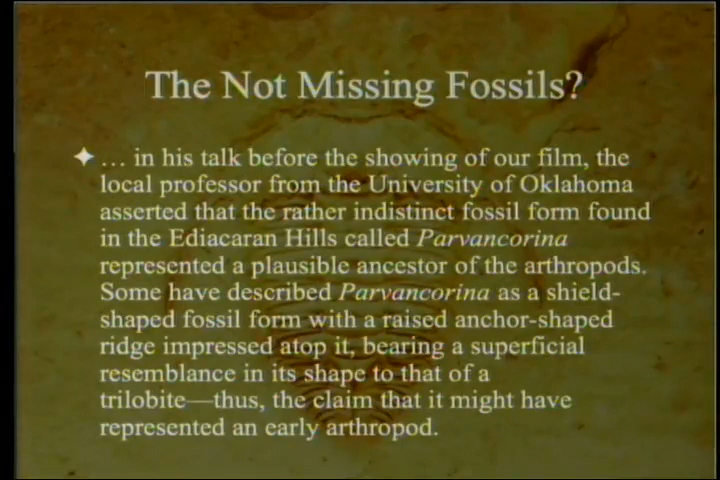 The Not Missing Fossils?
… in his talk before the showing of our film, the
local professor from the University of Oklahoma
asserted that the rather indistinct fossil form found
in the Ediacaran Hills called Parvancorina
represented a plausible ancestor of the arthropods.
Some have described Parvancorina as a shield-
shaped fossil form with a raised anchor-shaped
ridge impressed atop it, bearing a superficial
resemblance in its shape to that of a
trilobite—thus, the claim that it might have
represented an early arthropod.